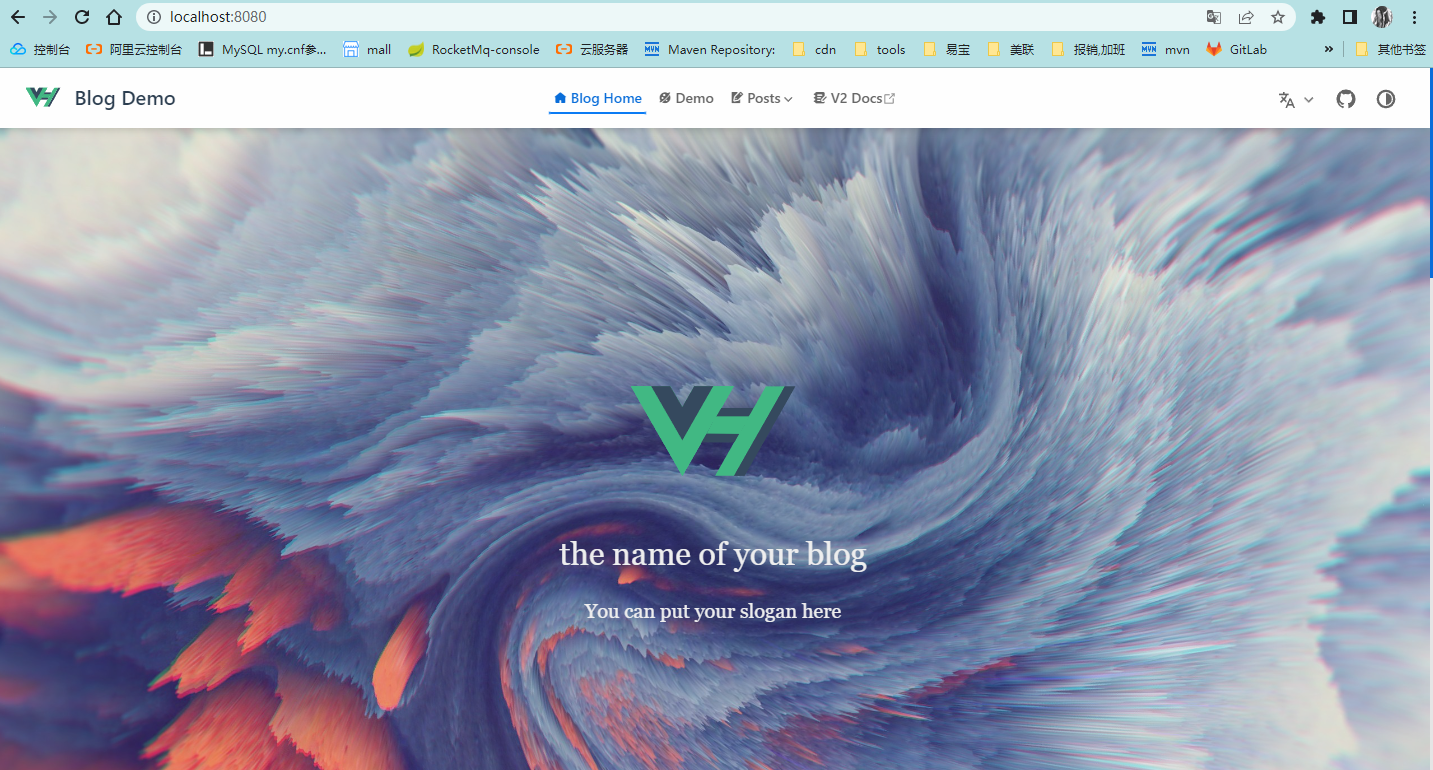 localhost:8080
控制台 阿里云控制台 MySQL my.cnf参... mall RocketMq-console 云服务器 MVN Maven Repository: cdn tools 易宝 美联 报销,加班 MVN mvn GitLab » 其他书签
Blog Demo Blog Home Demo Posts V2 Docs
the name of your blog
You can put your slogan here